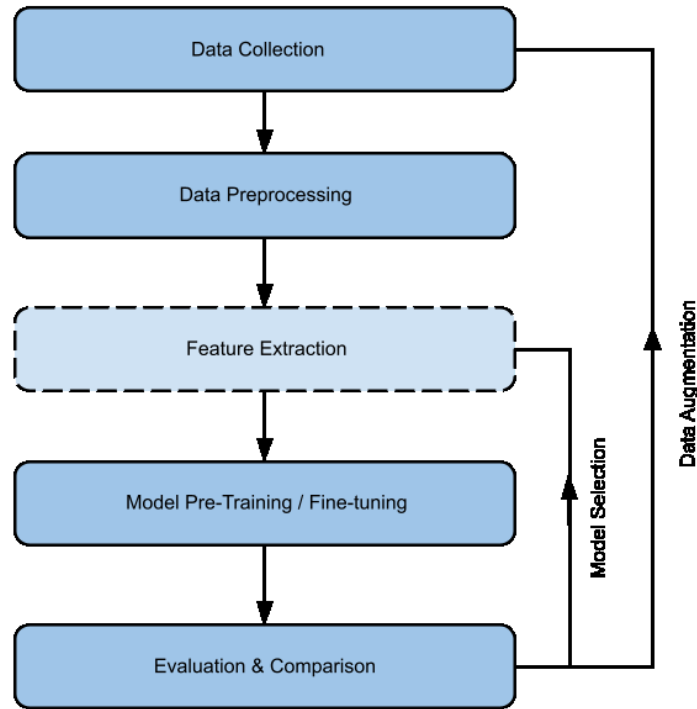 Data Collection
Data Preprocessing
Feature Extraction
Model Pre-Training / Fine-tuning
Evaluation & Comparison
Model Selection
Data Augmentation